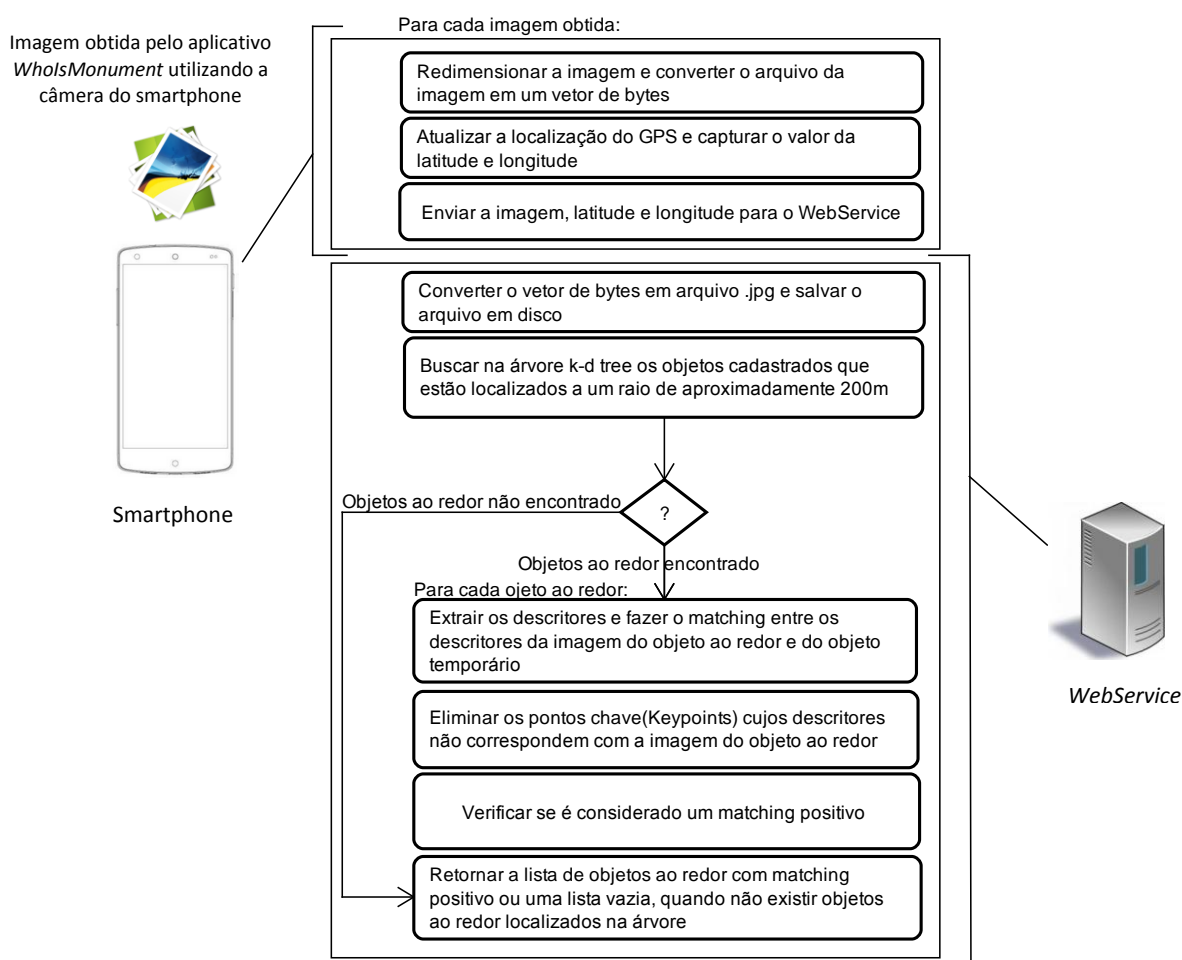 Imagem obtida pelo aplicativo
WhoIsMonument utilizando a
câmera do smartphone
Smartphone
Para cada imagem obtida:
Redimensionar a imagem e converter o arquivo da
imagem em um vetor de bytes
Atualizar a localização do GPS e capturar o valor da
latitude e longitude
Enviar a imagem, latitude e longitude para o WebService
Converter o vetor de bytes em arquivo .jpg e salvar o
arquivo em disco
Buscar na árvore k-d tree os objetos cadastrados que
estão localizados a um raio de aproximadamente 200m
Objetos ao redor não encontrado
?
Objetos ao redor encontrado
Para cada ojeto ao redor:
Extrair os descritores e fazer o matching entre os
descritores da imagem do objeto ao redor e do objeto
temporário
Eliminar os pontos chave(Keypoints) cujos descritores
não correspondem com a imagem do objeto ao redor
Verificar se é considerado um matching positivo
Retornar a lista de objetos ao redor com matching
positivo ou uma lista vazia, quando não existir objetos
ao redor localizados na árvore
WebService